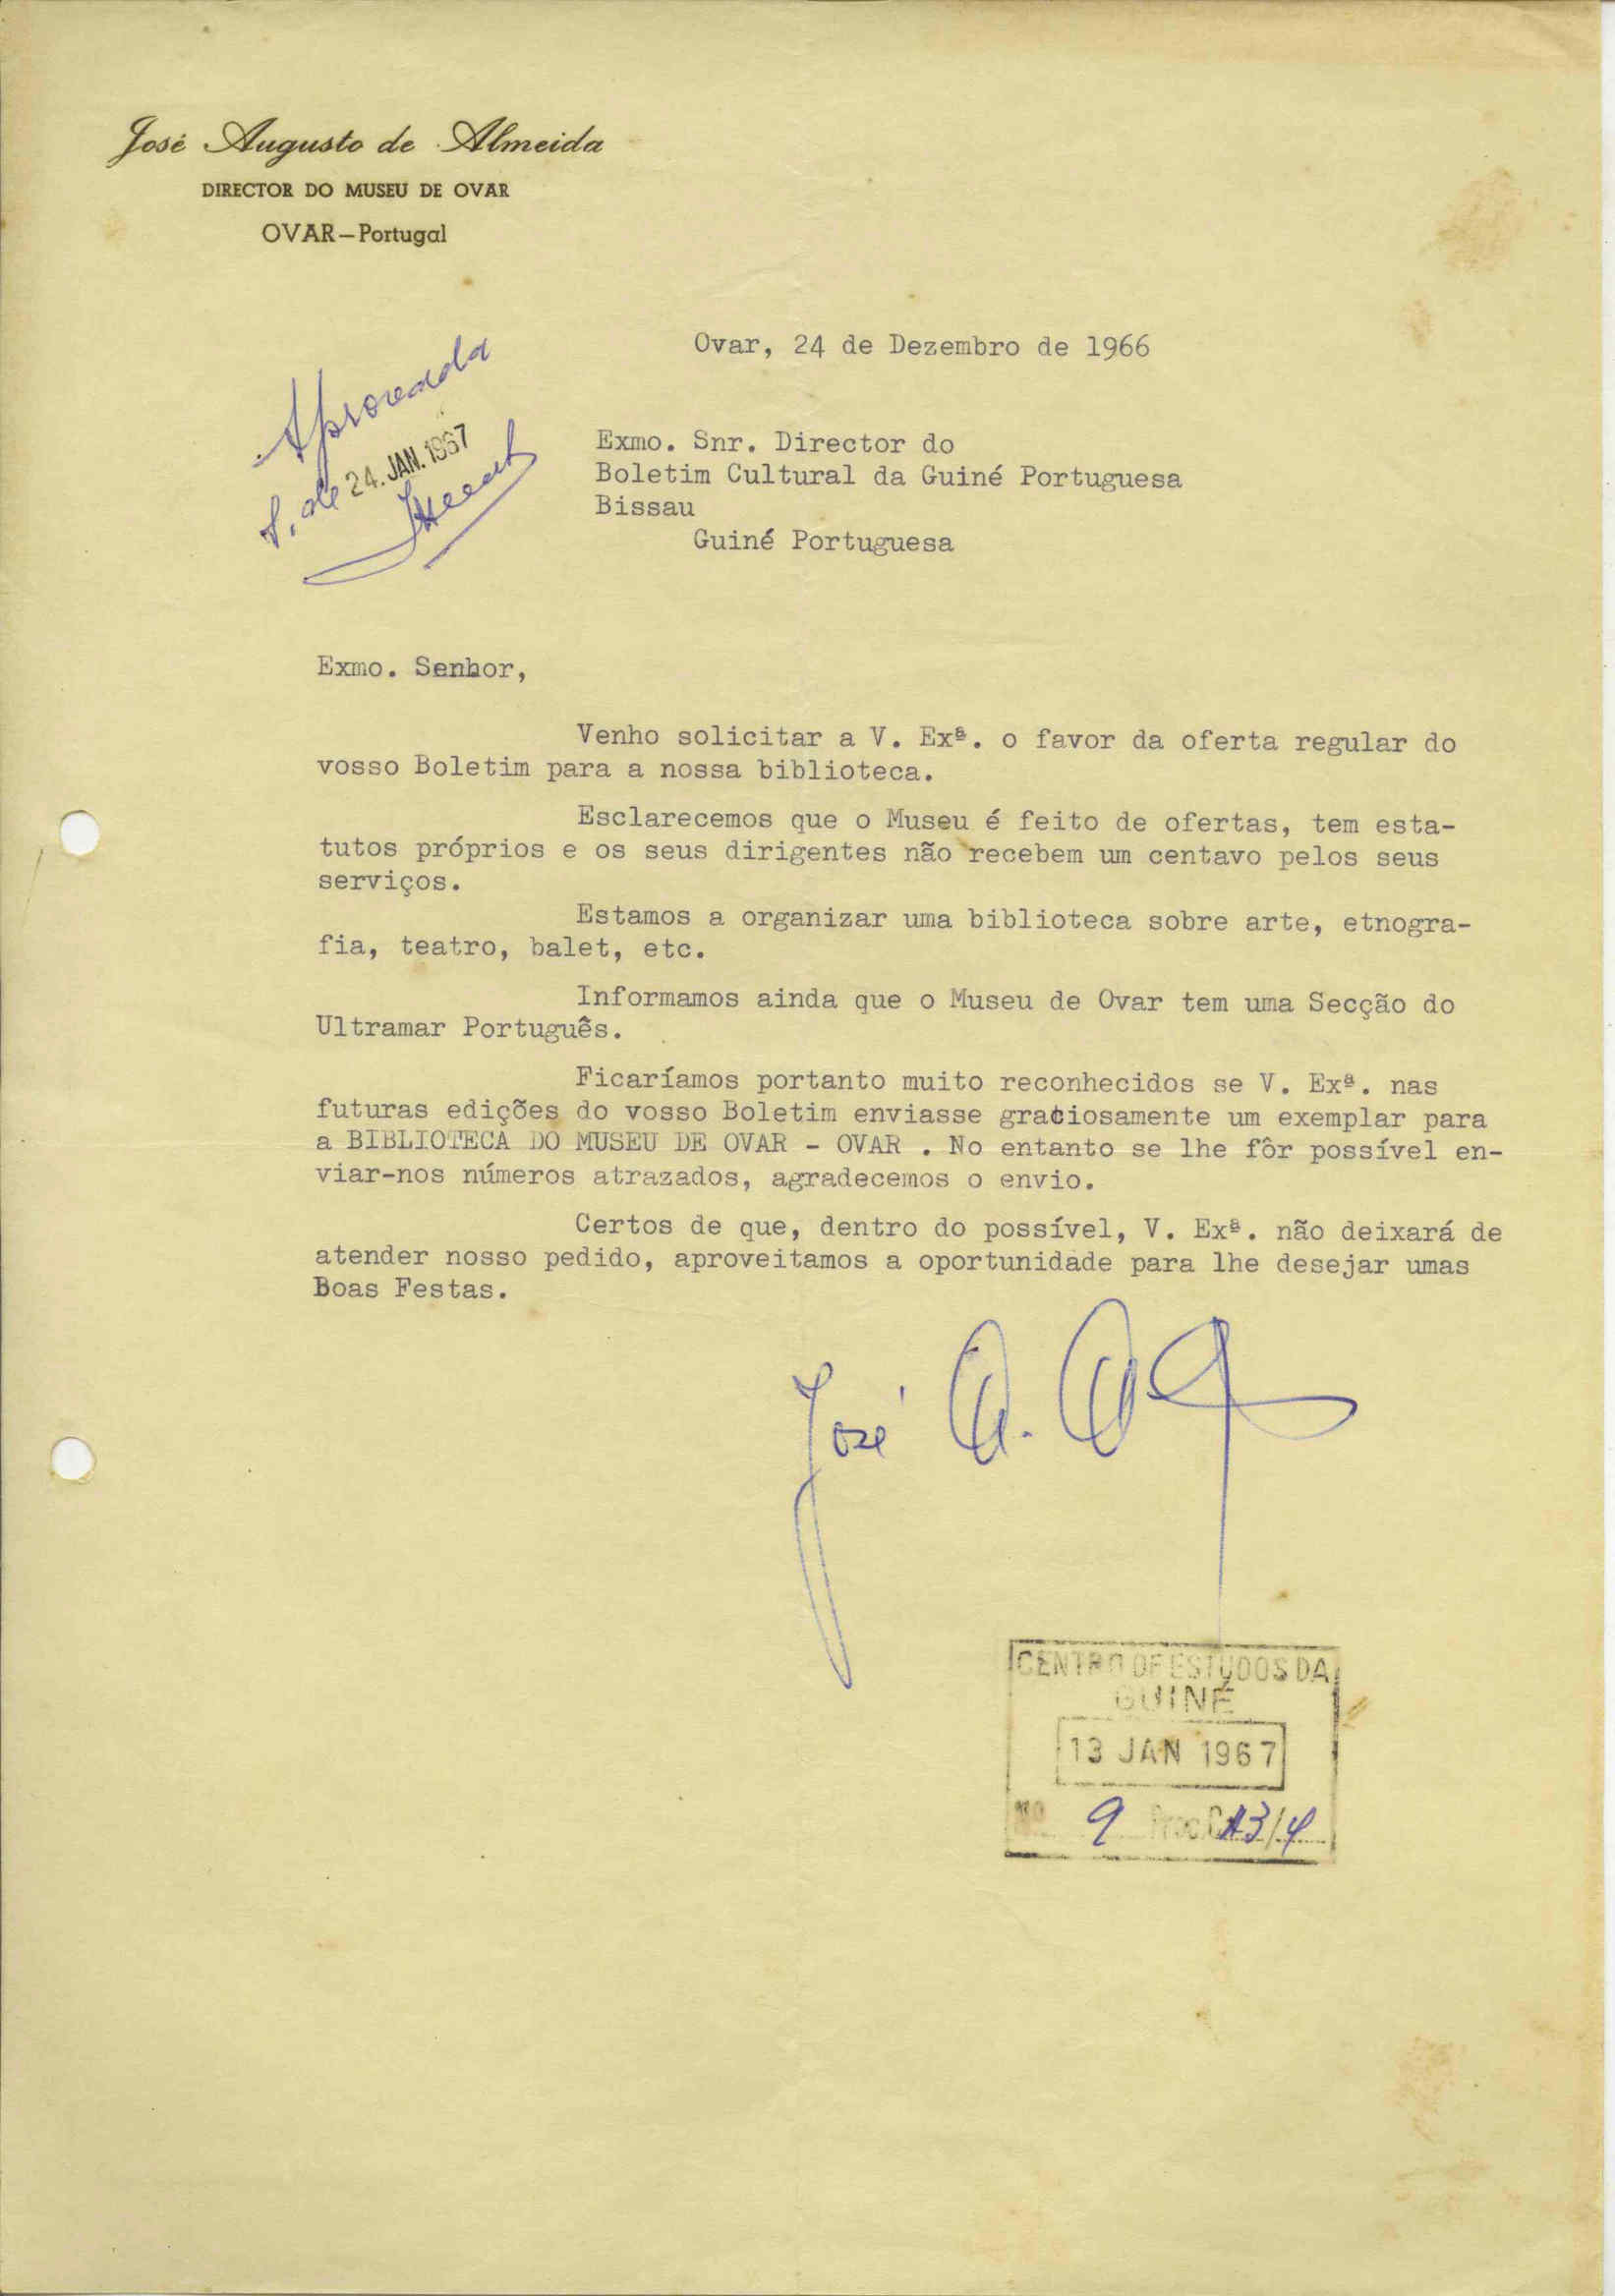 José Augusto de Almeida
DIRECTOR DO MUSEU DE OVAR
OVAR – Portugal
Ovar, 24 de Dezembro de 1966
Aprovada
S. de 24. JAN. 1967
Exmo. Snr. Director do
Boletim Cultural da Guiné Portuguesa
Bissau
Guiné Portuguesa
Exmo. Senhor,
Venho solicitar a V. Exª. o favor da oferta regular do
vosso Boletim para a nossa biblioteca.
Esclarecemos que o Museu é feito de ofertas, tem esta-
tutos próprios e os seus dirigentes não recebem um centavo pelos seus
serviços.
Estamos a organizar uma biblioteca sobre arte, etnogra-
fia, teatro, balet, etc.
Informamos ainda que o Museu de Ovar tem uma Secção do
Ultramar Português.
Ficaríamos portanto muito reconhecidos se V. Exª. nas
futuras edições do vosso Boletim enviasse graciosamente um exemplar para
a BIBLIOTECA DO MUSEU DE OVAR - OVAR . No entanto se lhe fôr possível en-
viar-nos números atrazados, agradecemos o envio.
Certos de que, dentro do possível, V. Exª. não deixará de
atender nosso pedido, aproveitamos a oportunidade para lhe desejar umas
Boas Festas.
José A.
CENTRO DE ESTUDOS DA
GUINÉ
13 JAN 1967
Nº 9 Proc.